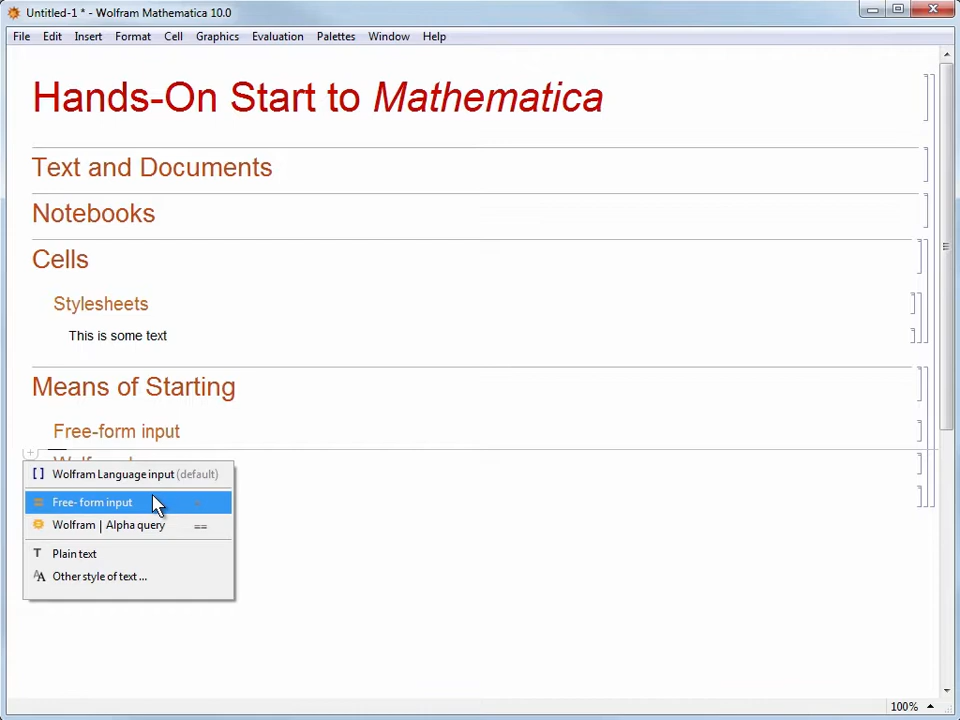 Untitled-1 * - Wolfram Mathematica 10.0
File Edit Insert Format Cell Graphics Evaluation Palettes Window Help
Hands-On Start to Mathematica
Text and Documents
Notebooks
Cells
Stylesheets
This is some text
Means of Starting
Free-form input
[ ] Wolfram Language input (default)
= Free- form input =
Wolfram | Alpha query ==
T Plain text
AA Other style of text ...
100%